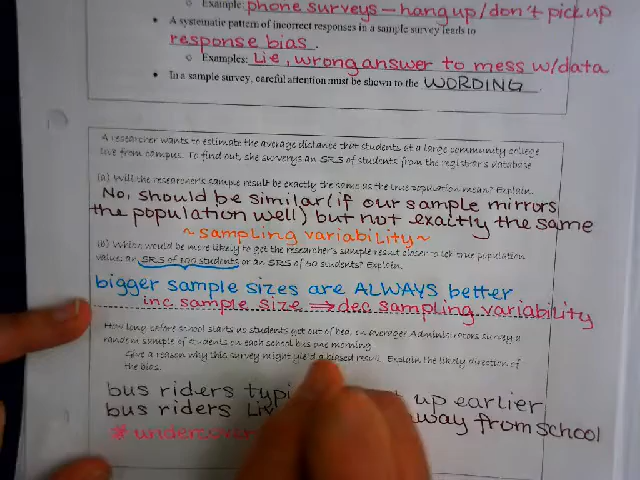 Example: phone surveys — hang up / don't pick up
• A systematic pattern of incorrect responses in a sample survey leads to
response bias.
Examples: Lie, wrong answer to mess w/data
• In a sample survey, careful attention must be shown to the WORDING.
A researcher wants to estimate the average distance that students at a large community college
live from campus. To find out, she surveys an SRS of students from the registrar's database
(a) Will the researcher's sample result be exactly the same as the true population mean? Explain.
No, should be similar (if our sample mirrors
the population well) but not exactly the same
~ sampling variability ~
(b) Which would be more likely to get the researcher's sample result closer to the true population
value: an SRS of 100 students or an SRS of 50 students? Explain.
bigger sample sizes are ALWAYS better
inc sample size ⟹ dec sampling variability
How long before school starts do students get out of bed, on average? Administrators survey a
random sample of students on each school bus one morning.
Give a reason why this survey might yield a biased result. Explain the likely direction of
the bias.
bus riders up earlier
bus riders way from school
*